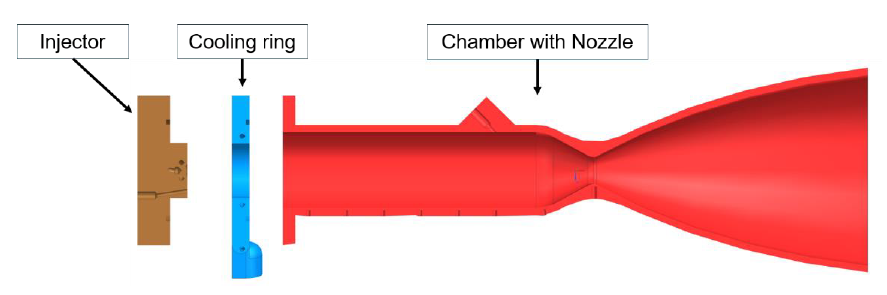 Injector
Cooling ring
Chamber with Nozzle